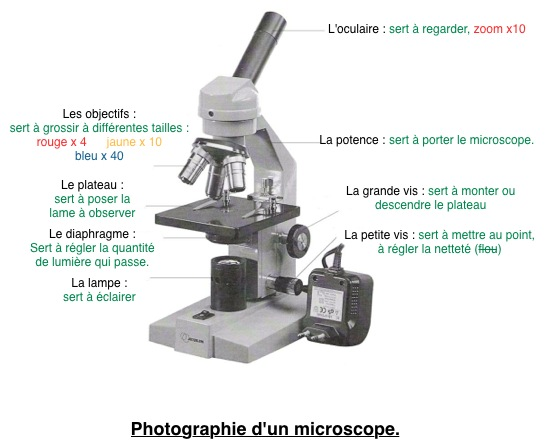 L'oculaire : sert à regarder, zoom x10
Les objectifs :
sert à grossir à différentes tailles :
rouge x 4 jaune x 10
bleu x 40
La potence : sert à porter le microscope.
Le plateau :
sert à poser la
lame à observer
La grande vis : sert à monter ou
descendre le plateau
Le diaphragme :
Sert à régler la quantité
de lumière qui passe.
La petite vis : sert à mettre au point,
à régler la netteté (flou)
La lampe :
sert à éclairer
Photographie d'un microscope.